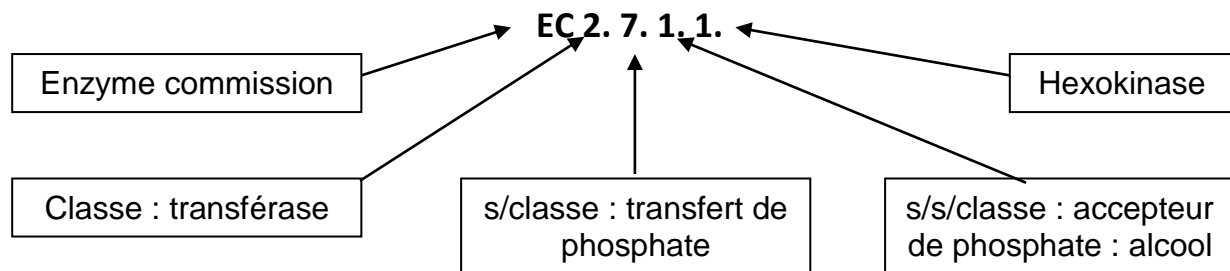 EC 2. 7. 1. 1.
Enzyme commission
Hexokinase
Classe : transférase
s/classe : transfert de
phosphate
s/s/classe : accepteur
de phosphate : alcool